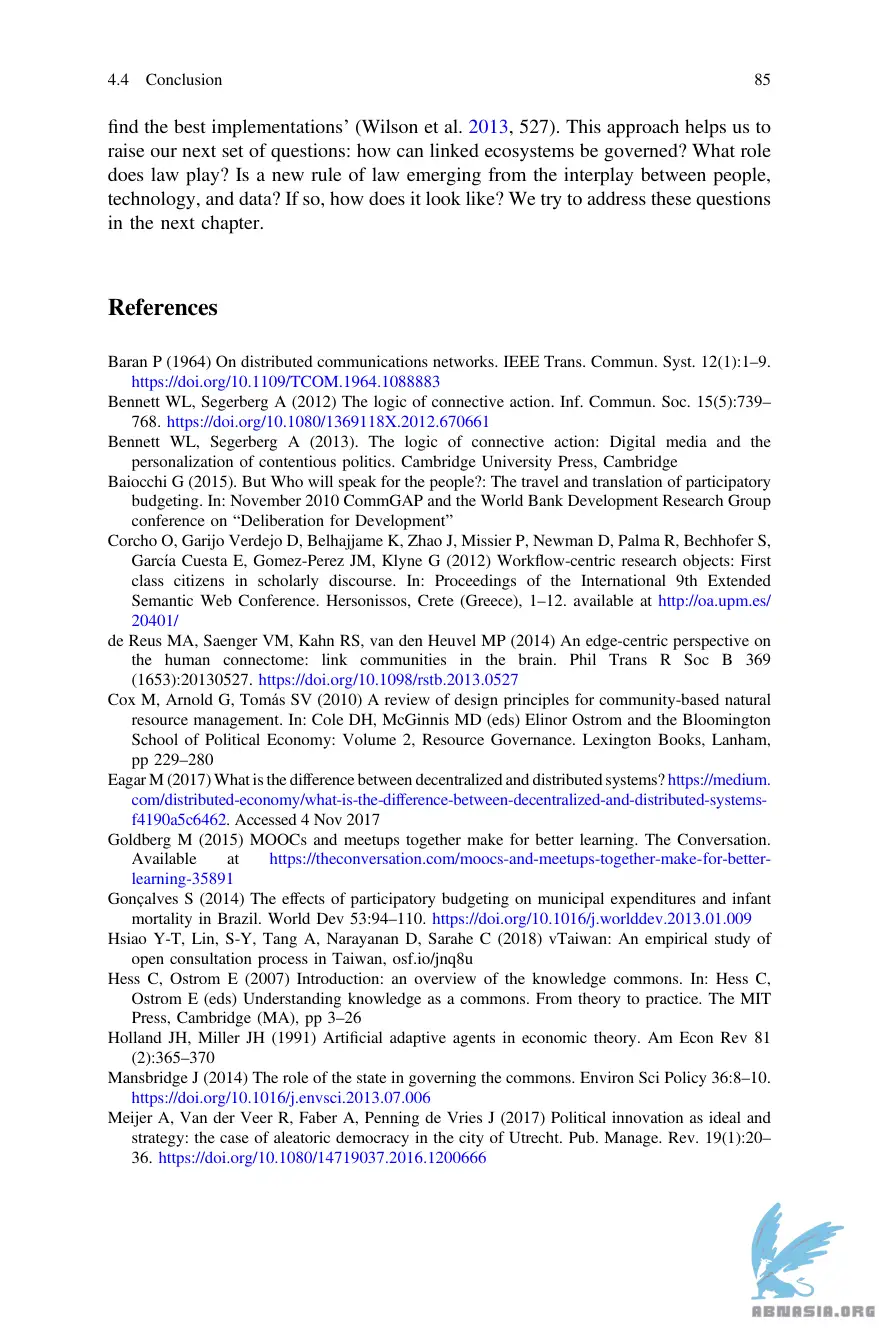 4.4 Conclusion 85
find the best implementations’ (Wilson et al. 2013, 527). This approach helps us to
raise our next set of questions: how can linked ecosystems be governed? What role
does law play? Is a new rule of law emerging from the interplay between people,
technology, and data? If so, how does it look like? We try to address these questions
in the next chapter.
References
Baran P (1964) On distributed communications networks. IEEE Trans. Commun. Syst. 12(1):1–9.
https://doi.org/10.1109/TCOM.1964.1088883
Bennett WL, Segerberg A (2012) The logic of connective action. Inf. Commun. Soc. 15(5):739–
768. https://doi.org/10.1080/1369118X.2012.670661
Bennett WL, Segerberg A (2013). The logic of connective action: Digital media and the
personalization of contentious politics. Cambridge University Press, Cambridge
Baiocchi G (2015). But Who will speak for the people?: The travel and translation of participatory
budgeting. In: November 2010 CommGAP and the World Bank Development Research Group
conference on “Deliberation for Development”
Corcho O, Garijo Verdejo D, Belhajjame K, Zhao J, Missier P, Newman D, Palma R, Bechhofer S,
García Cuesta E, Gomez-Perez JM, Klyne G (2012) Workflow-centric research objects: First
class citizens in scholarly discourse. In: Proceedings of the International 9th Extended
Semantic Web Conference. Hersonissos, Crete (Greece), 1–12. available at http://oa.upm.es/
20401/
de Reus MA, Saenger VM, Kahn RS, van den Heuvel MP (2014) An edge-centric perspective on
the human connectome: link communities in the brain. Phil Trans R Soc B 369
(1653):20130527. https://doi.org/10.1098/rstb.2013.0527
Cox M, Arnold G, Tomás SV (2010) A review of design principles for community-based natural
resource management. In: Cole DH, McGinnis MD (eds) Elinor Ostrom and the Bloomington
School of Political Economy: Volume 2, Resource Governance. Lexington Books, Lanham,
pp 229–280
Eagar M (2017) What is the difference between decentralized and distributed systems? https://medium.
com/distributed-economy/what-is-the-difference-between-decentralized-and-distributed-systems-
f4190a5c6462. Accessed 4 Nov 2017
Goldberg M (2015) MOOCs and meetups together make for better learning. The Conversation.
Available at https://theconversation.com/moocs-and-meetups-together-make-for-better-
learning-35891
Gonçalves S (2014) The effects of participatory budgeting on municipal expenditures and infant
mortality in Brazil. World Dev 53:94–110. https://doi.org/10.1016/j.worlddev.2013.01.009
Hsiao Y-T, Lin, S-Y, Tang A, Narayanan D, Sarahe C (2018) vTaiwan: An empirical study of
open consultation process in Taiwan, osf.io/jnq8u
Hess C, Ostrom E (2007) Introduction: an overview of the knowledge commons. In: Hess C,
Ostrom E (eds) Understanding knowledge as a commons. From theory to practice. The MIT
Press, Cambridge (MA), pp 3–26
Holland JH, Miller JH (1991) Artificial adaptive agents in economic theory. Am Econ Rev 81
(2):365–370
Mansbridge J (2014) The role of the state in governing the commons. Environ Sci Policy 36:8–10.
https://doi.org/10.1016/j.envsci.2013.07.006
Meijer A, Van der Veer R, Faber A, Penning de Vries J (2017) Political innovation as ideal and
strategy: the case of aleatoric democracy in the city of Utrecht. Pub. Manage. Rev. 19(1):20–
36. https://doi.org/10.1080/14719037.2016.1200666
ABNASIA.ORG